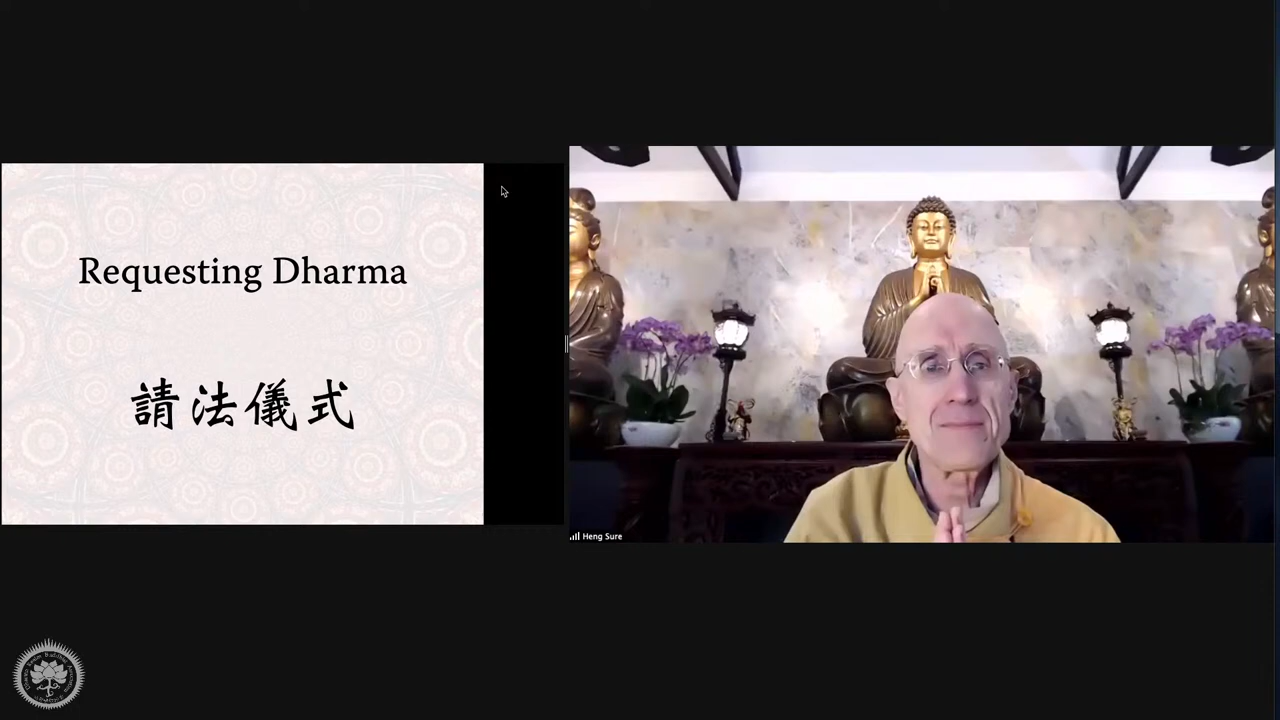 Requesting Dharma
請法儀式
Heng Sure